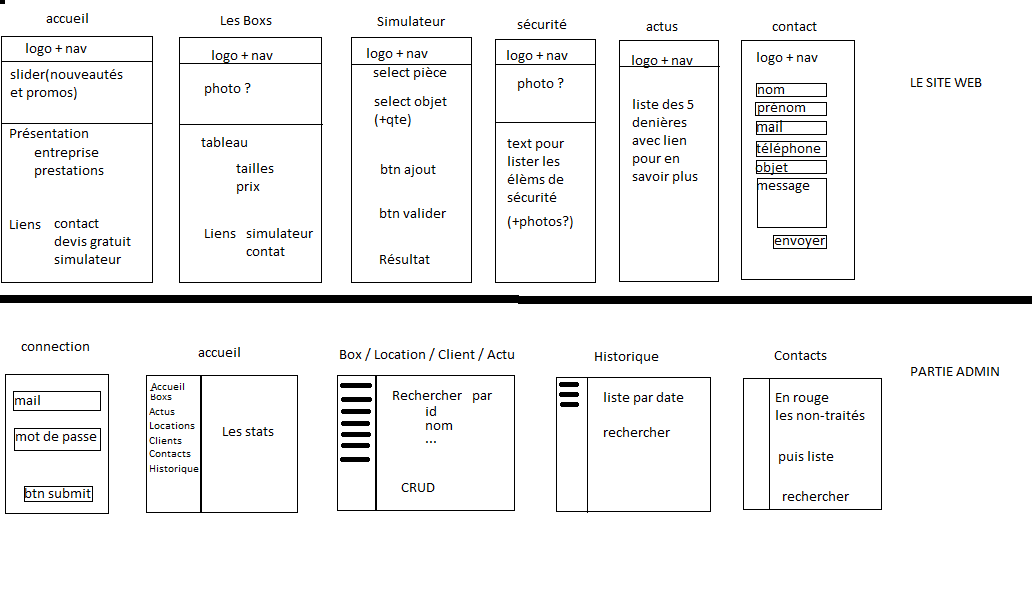 accueil
logo + nav
slider(nouveautés
et promos)
Présentation
entreprise
prestations
Liens contact
devis gratuit
simulateur
Les Boxs
logo + nav
photo ?
tableau
tailles
prix
Liens simulateur
contat
Simulateur
logo + nav
select pièce
select objet
(+qte)
btn ajout
btn valider
Résultat
sécurité
logo + nav
photo ?
text pour
lister les
élèms de
sécurité
(+photos?)
actus
logo + nav
liste des 5
denières
avec lien
pour en
savoir plus
contact
logo + nav
nom
prénom
mail
téléphone
objet
message
envoyer
LE SITE WEB
connection
mail
mot de passe
btn submit
accueil
Accueil
Boxs
Actus
Locations
Clients
Contacts
Historique
Les stats
Box / Location / Client / Actu
Rechercher par
id
nom
...
CRUD
Historique
liste par date
rechercher
Contacts
En rouge
les non-traités
puis liste
rechercher
PARTIE ADMIN